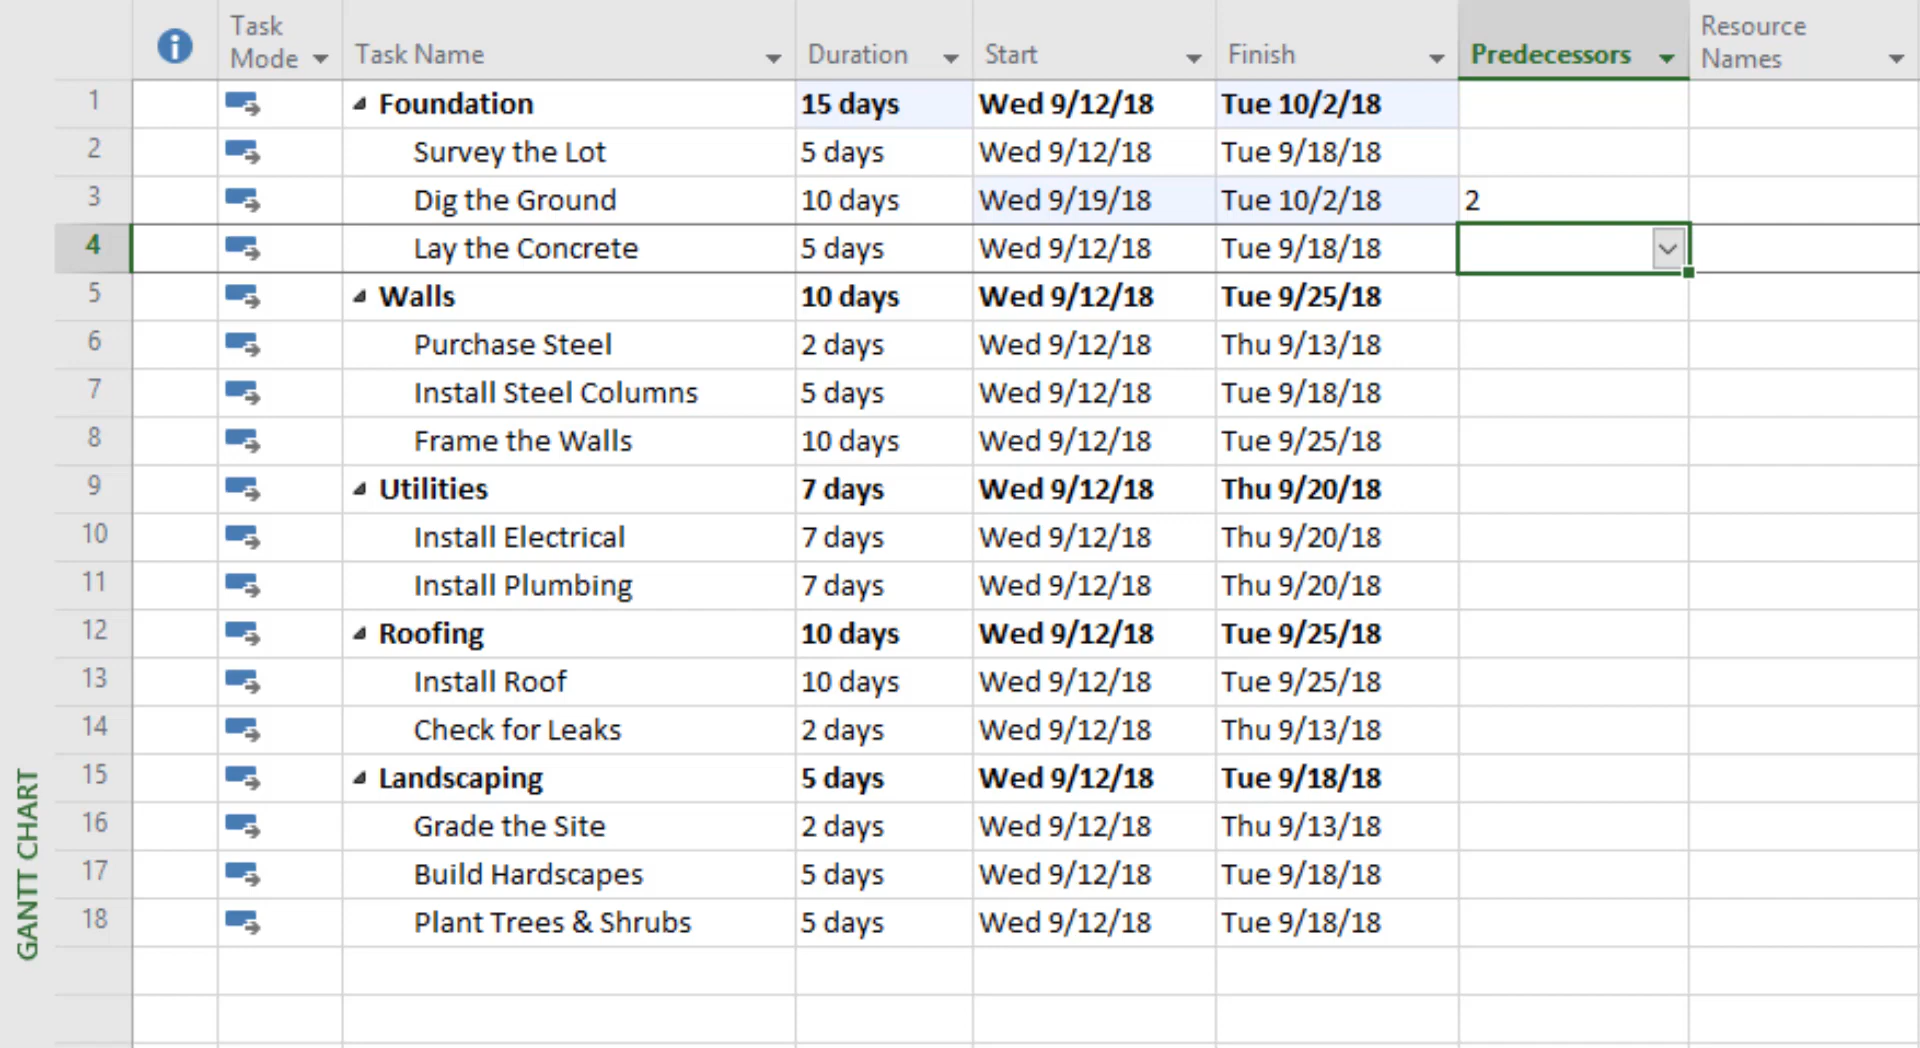 Task Mode Task Name Duration Start Finish Predecessors Resource Names
1 Foundation 15 days Wed 9/12/18 Tue 10/2/18
2 Survey the Lot 5 days Wed 9/12/18 Tue 9/18/18
3 Dig the Ground 10 days Wed 9/19/18 Tue 10/2/18 2
4 Lay the Concrete 5 days Wed 9/12/18 Tue 9/18/18
5 Walls 10 days Wed 9/12/18 Tue 9/25/18
6 Purchase Steel 2 days Wed 9/12/18 Thu 9/13/18
7 Install Steel Columns 5 days Wed 9/12/18 Tue 9/18/18
8 Frame the Walls 10 days Wed 9/12/18 Tue 9/25/18
9 Utilities 7 days Wed 9/12/18 Thu 9/20/18
10 Install Electrical 7 days Wed 9/12/18 Thu 9/20/18
11 Install Plumbing 7 days Wed 9/12/18 Thu 9/20/18
12 Roofing 10 days Wed 9/12/18 Tue 9/25/18
13 Install Roof 10 days Wed 9/12/18 Tue 9/25/18
14 Check for Leaks 2 days Wed 9/12/18 Thu 9/13/18
15 Landscaping 5 days Wed 9/12/18 Tue 9/18/18
16 Grade the Site 2 days Wed 9/12/18 Thu 9/13/18
17 Build Hardscapes 5 days Wed 9/12/18 Tue 9/18/18
18 Plant Trees & Shrubs 5 days Wed 9/12/18 Tue 9/18/18
GANTT CHART